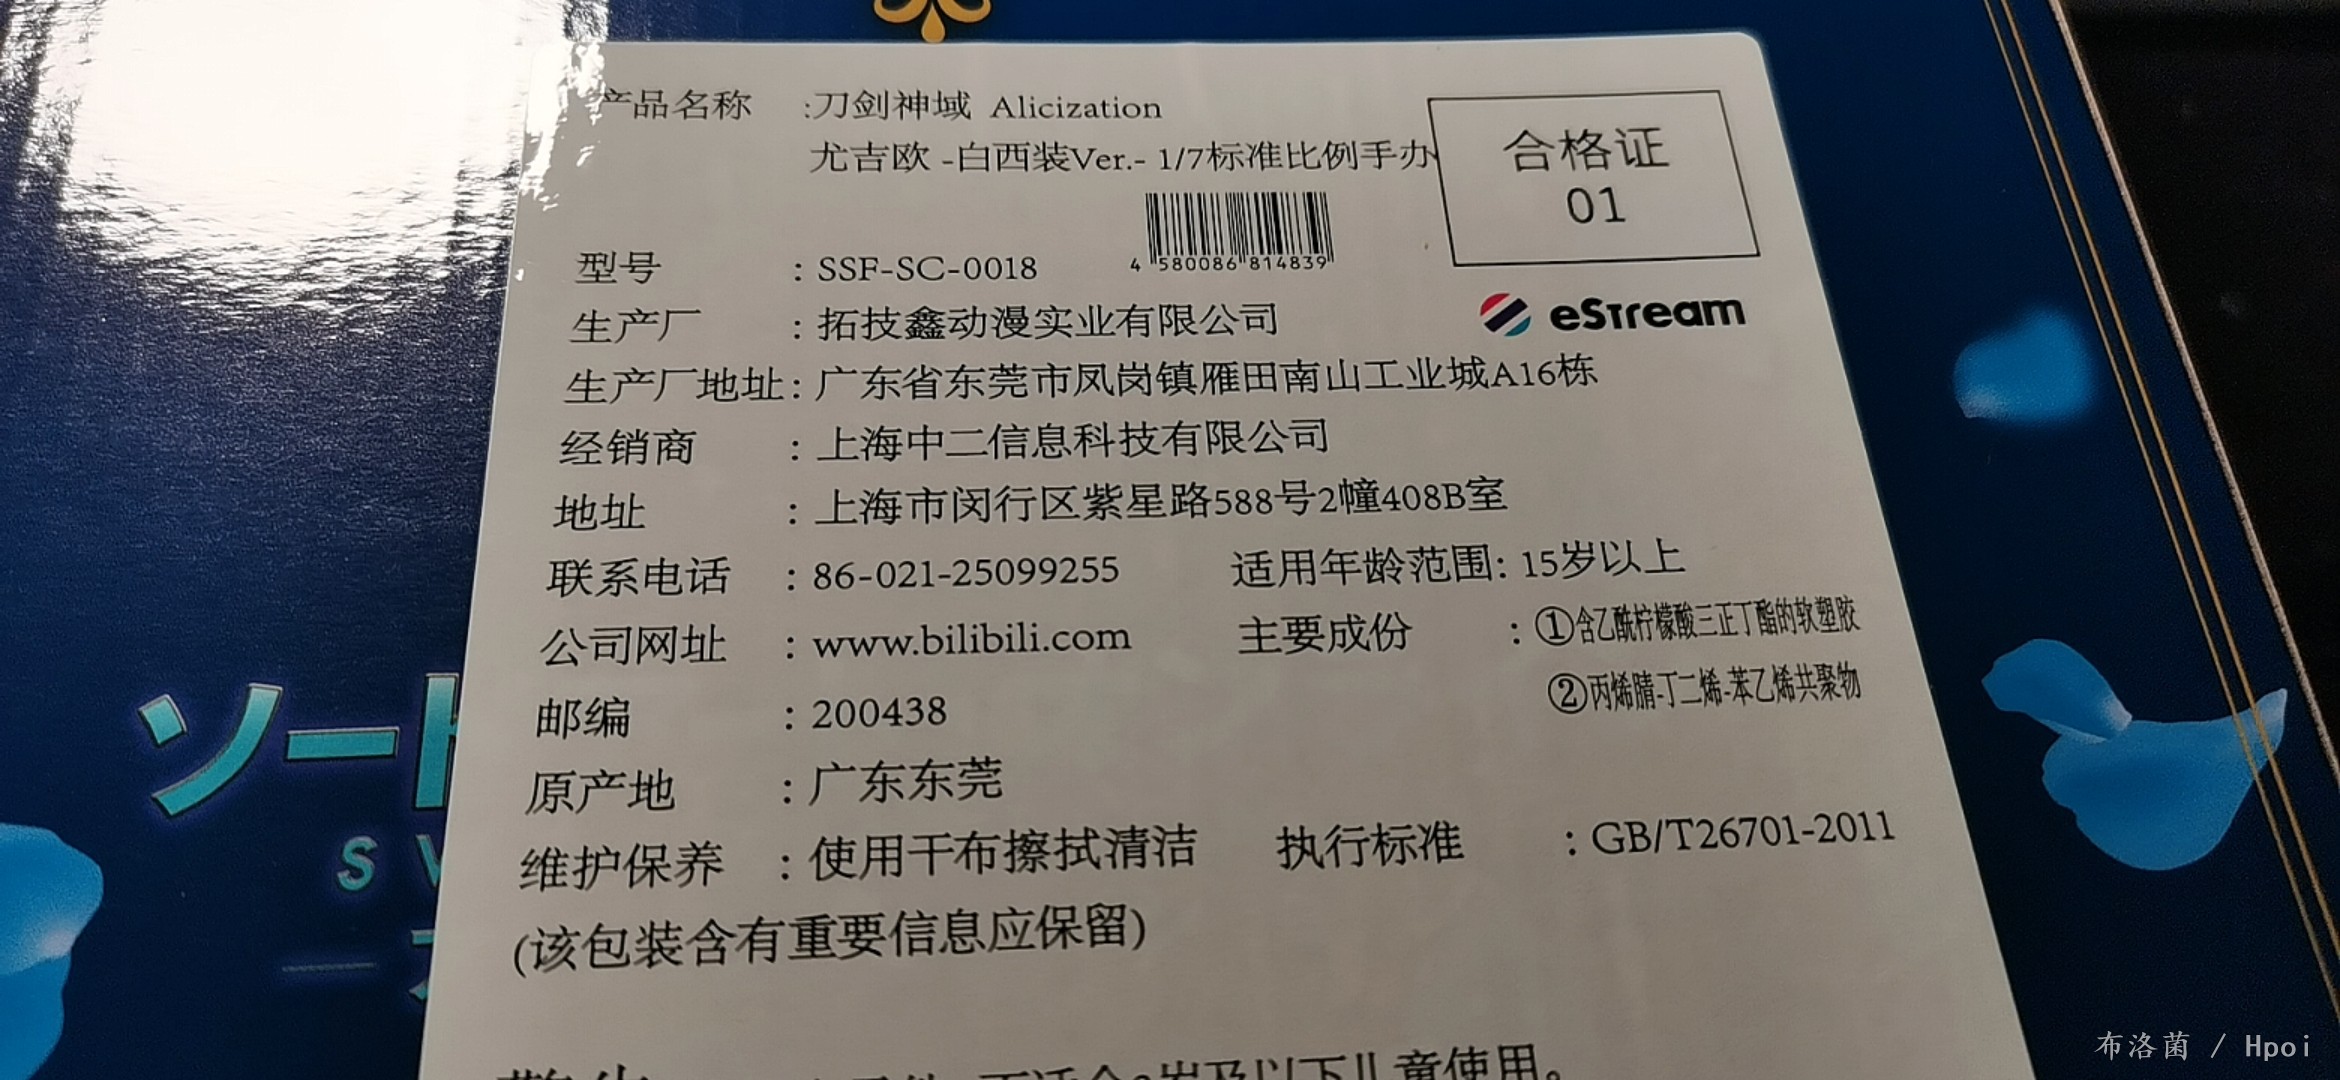 产品名称 :刀剑神域 Alicization
尤吉欧 -白西装Ver.- 1/7标准比例手办
合格证
01
4 580086 814839
型号 : SSF-SC-0018
eStream
生产厂 : 拓技鑫动漫实业有限公司
生产厂地址 : 广东省东莞市凤岗镇雁田南山工业城A16栋
经销商 : 上海中二信息科技有限公司
地址 : 上海市闵行区紫星路588号2幢408B室
联系电话 : 86-021-25099255 适用年龄范围: 15岁以上
公司网址 : www.bilibili.com 主要成份 : ①含乙酰柠檬酸三正丁酯的软塑胶
②丙烯腈-丁二烯-苯乙烯共聚物
邮编 : 200438
原产地 : 广东东莞
维护保养 : 使用干布擦拭清洁 执行标准 : GB/T26701-2011
(该包装含有重要信息应保留)
岁及以下儿童使用。
ソード
S
布洛菌 / Hpoi